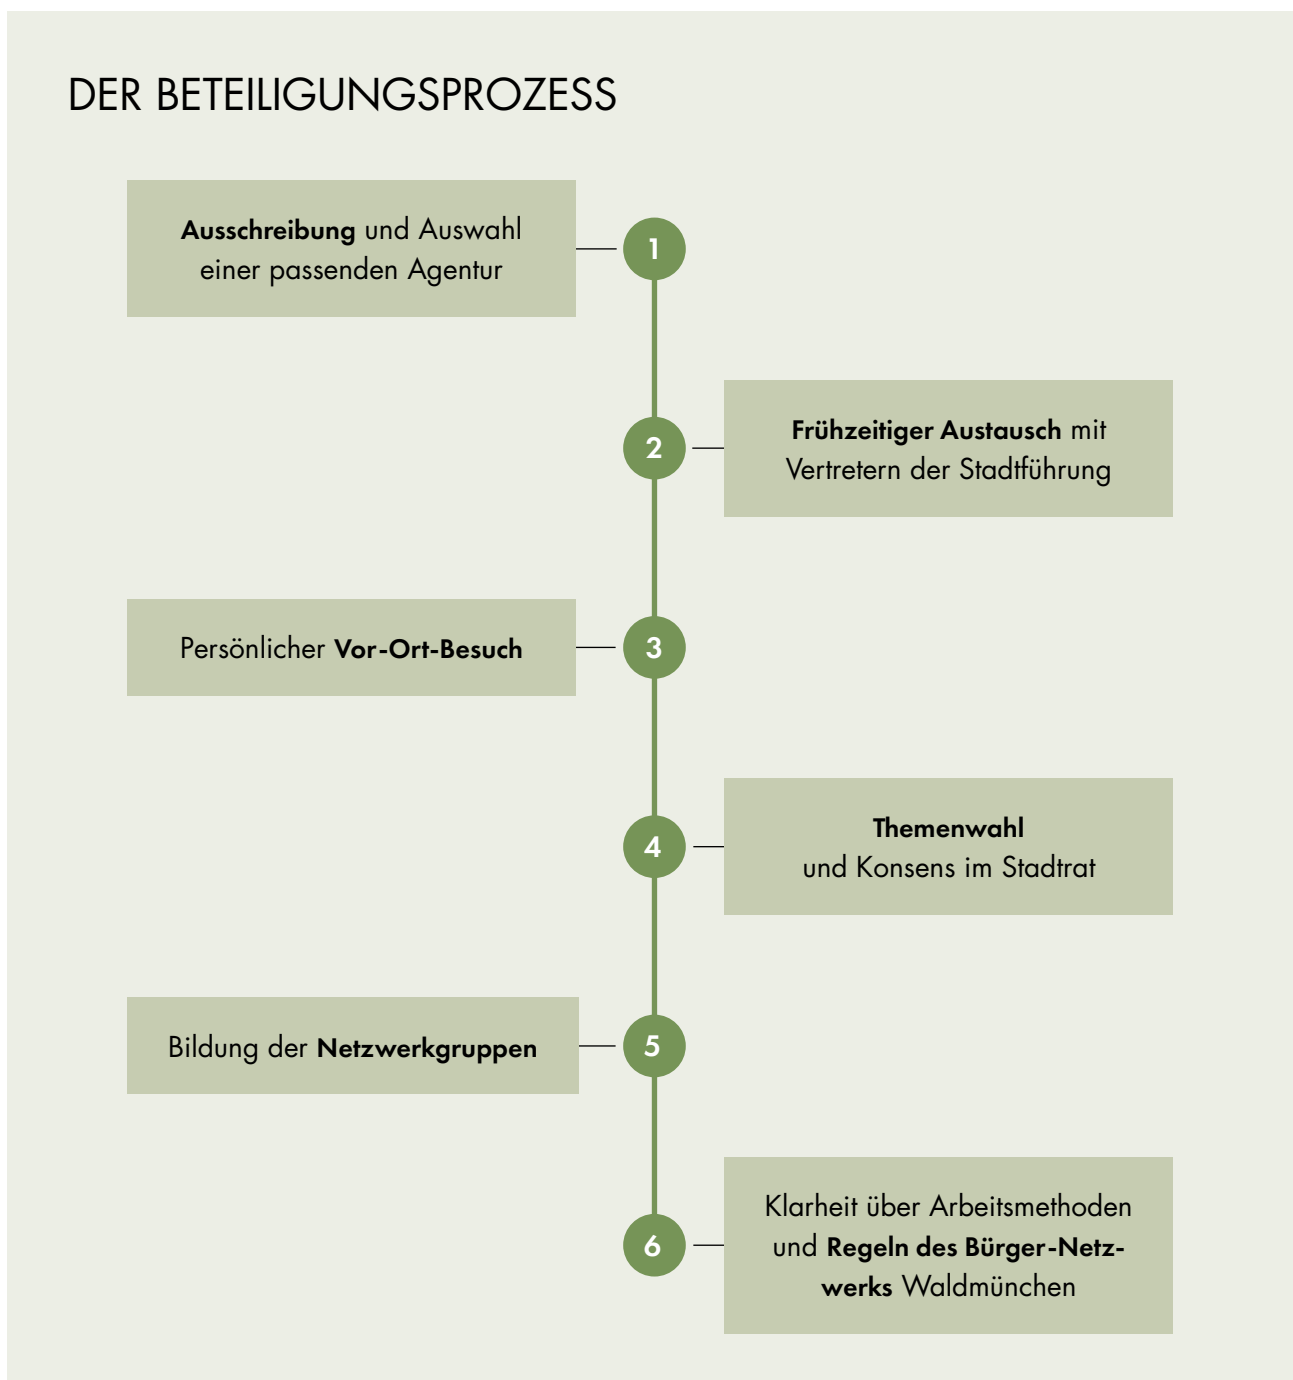 DER BETEILIGUNGSPROZESS
Ausschreibung und Auswahl
einer passenden Agentur
1
2
Frühzeitiger Austausch mit
Vertretern der Stadtführung
Persönlicher Vor-Ort-Besuch
3
4
Themenwahl
und Konsens im Stadtrat
Bildung der Netzwerkgruppen
5
6
Klarheit über Arbeitsmethoden
und Regeln des Bürger-Netz-
werks Waldmünchen